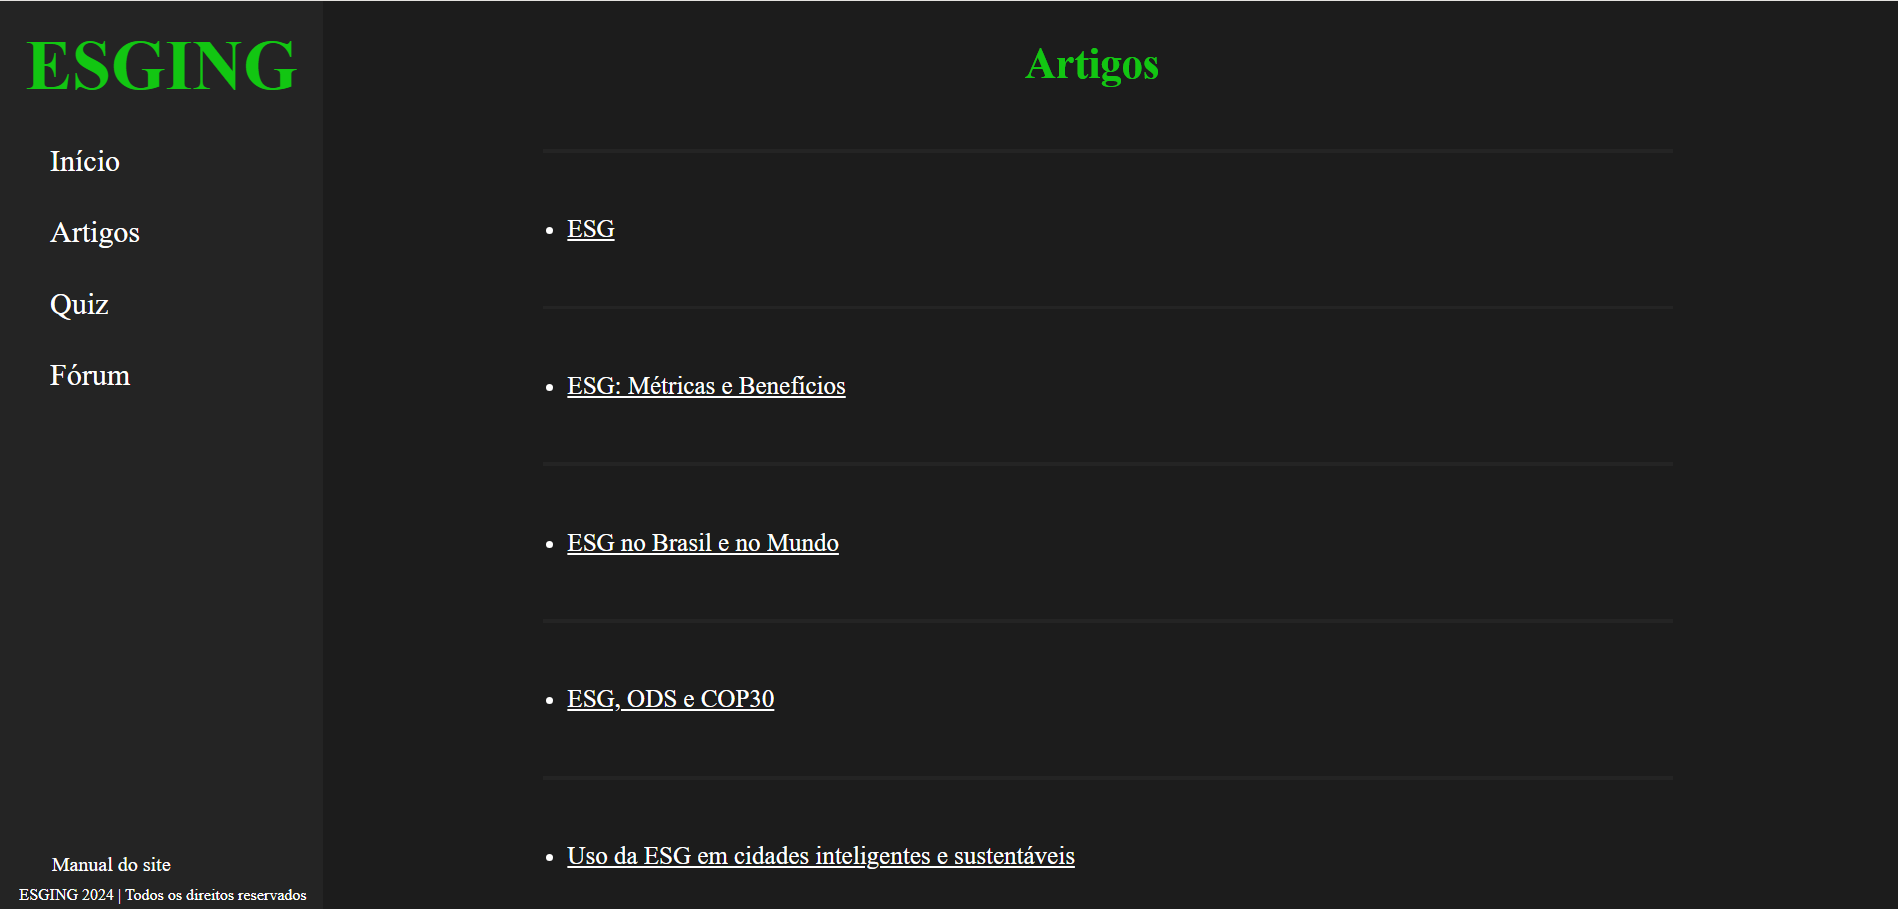 ESGING
Início
Artigos
Quiz
Fórum
Manual do site
ESGING 2024 | Todos os direitos reservados
Artigos
ESG
ESG: Métricas e Benefícios
ESG no Brasil e no Mundo
ESG, ODS e COP30
Uso da ESG em cidades inteligentes e sustentáveis